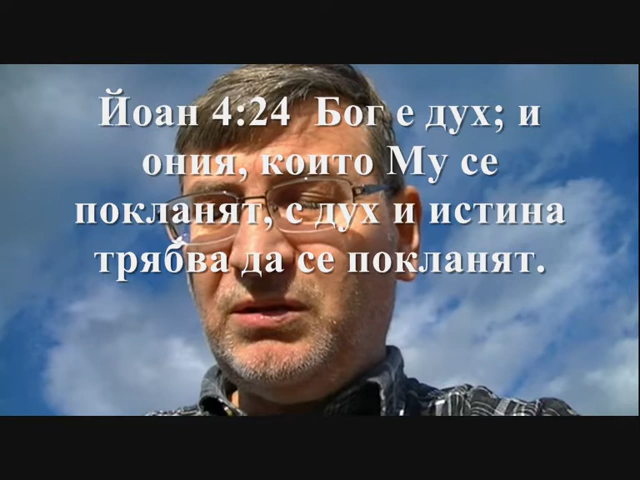 Йоан 4:24  Бог е дух; и
ония, които Му се
покланят, с дух и истина
трябва да се покланят.